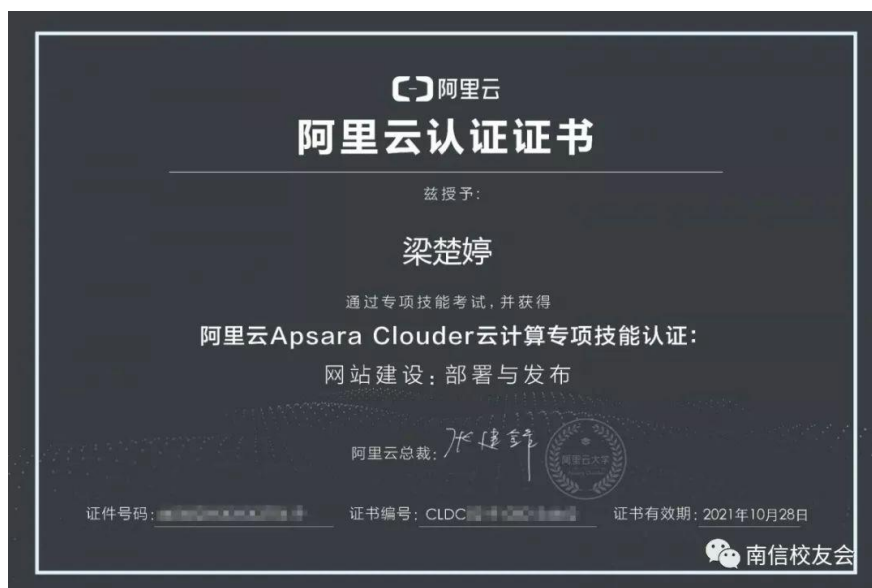 阿里云
阿里云认证证书
兹授予:
梁楚婷
通过专项技能考试,并获得
阿里云Apsara Clouder云计算专项技能认证:
网站建设:部署与发布
阿里云总裁:张建锋
阿里云大学
证件号码:
证书编号:CLDC
证书有效期:2021年10月28日
南信校友会